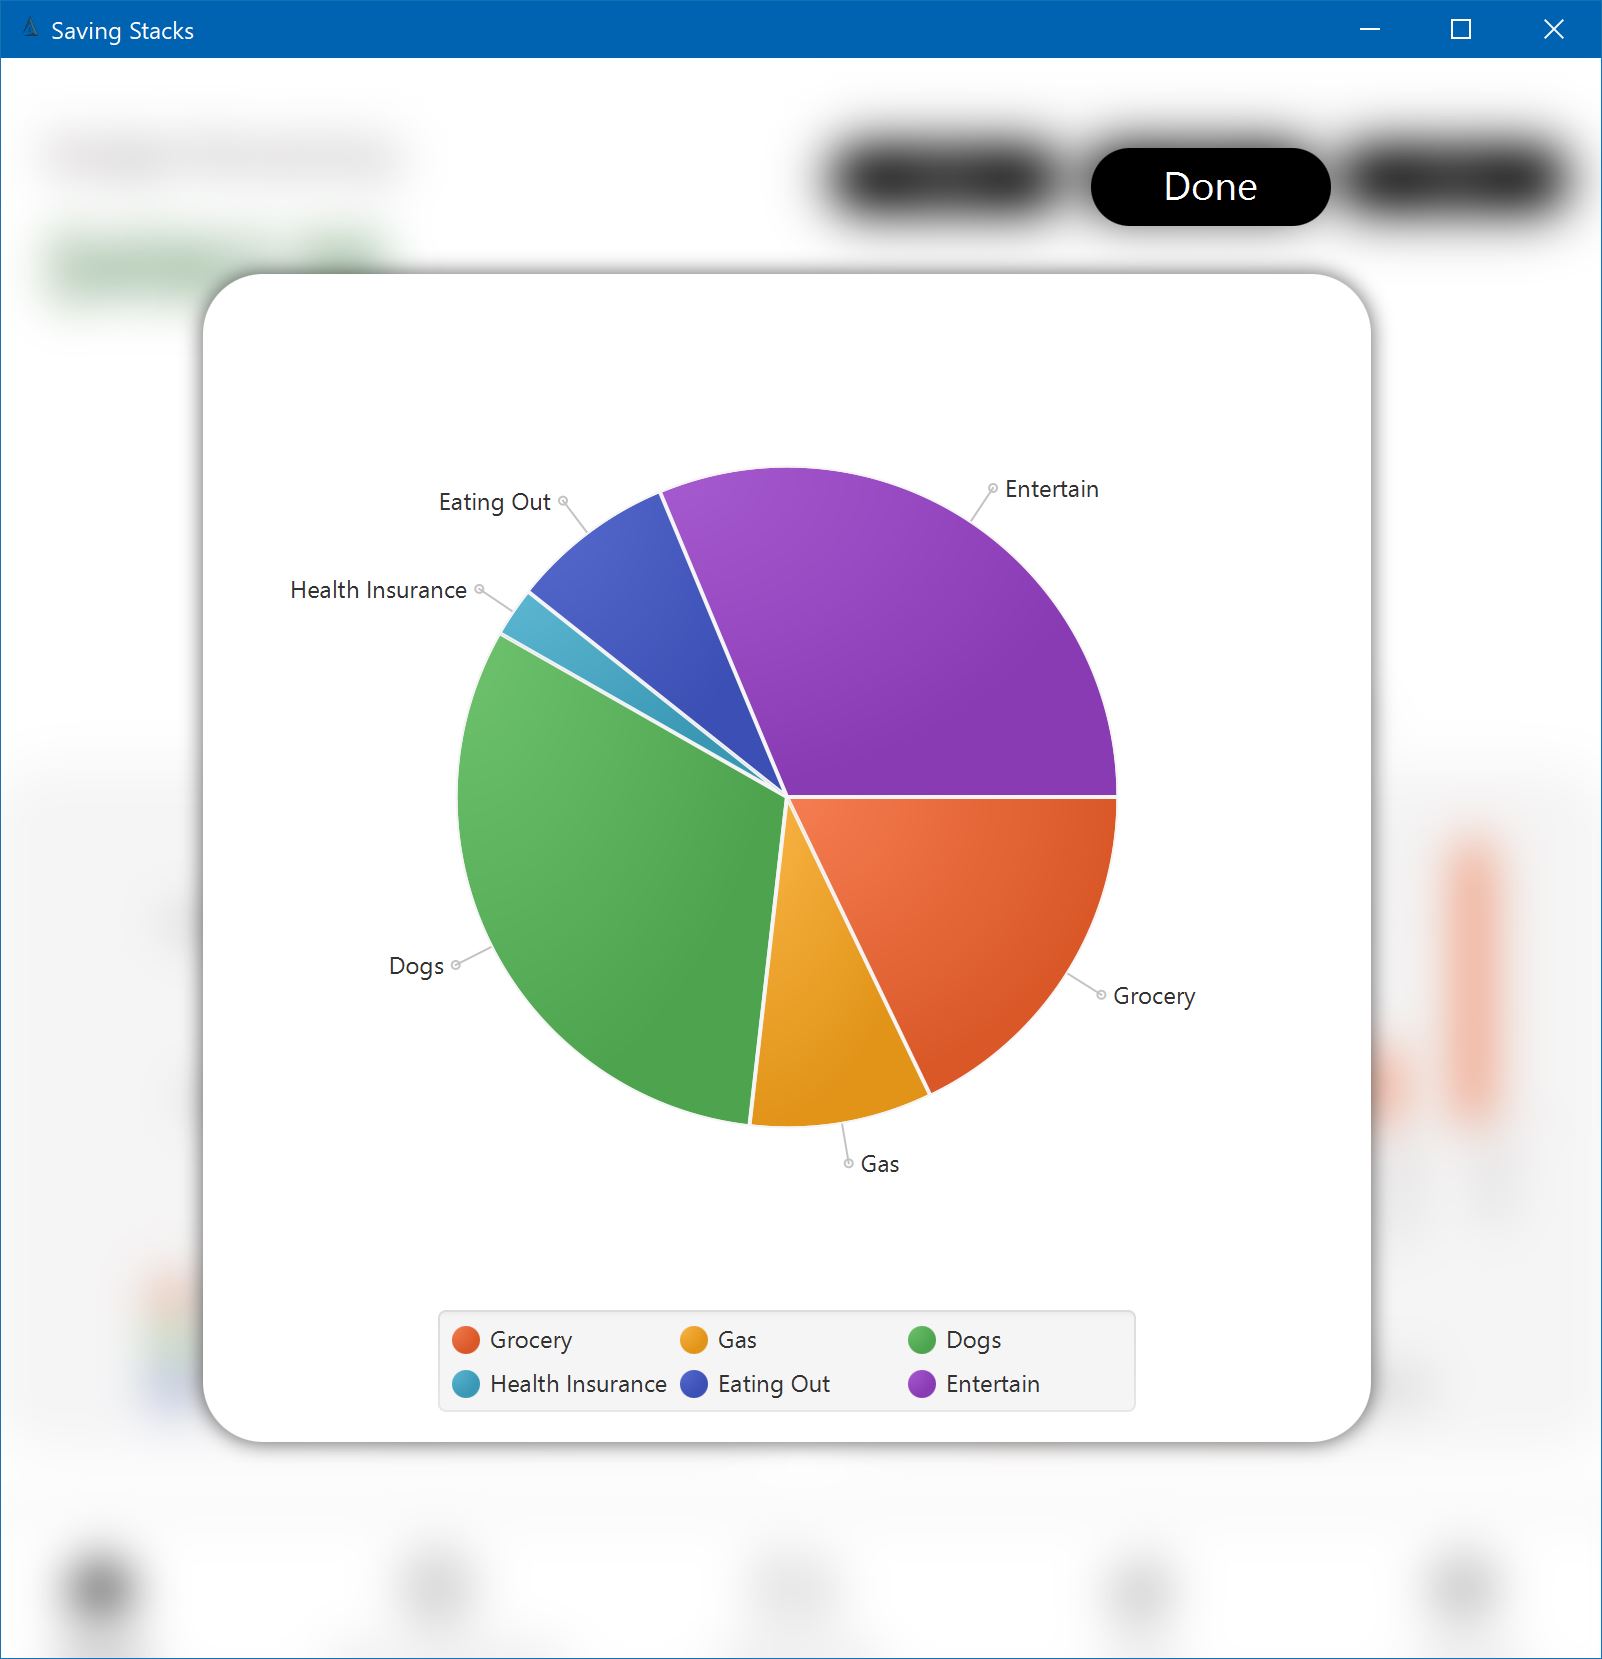 Saving Stacks
Done
Entertain
Eating Out
Health Insurance
Dogs
Grocery
Gas
Grocery Gas Dogs
Health Insurance Eating Out Entertain